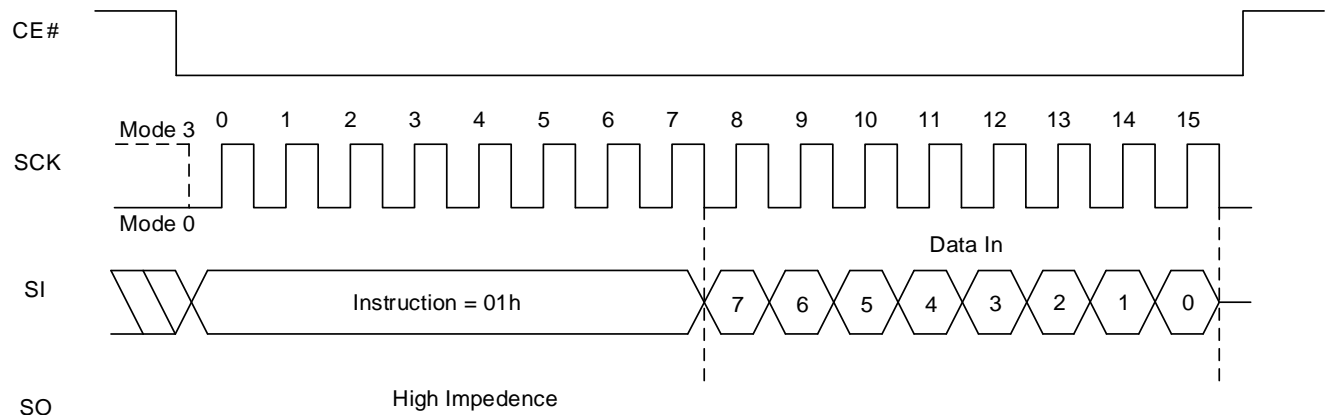 CE#
Mode 3
0 1 2 3 4 5 6 7 8 9 10 11 12 13 14 15
SCK
Mode 0
Data In
SI
Instruction = 01h
7 6 5 4 3 2 1 0
High Impedence
SO